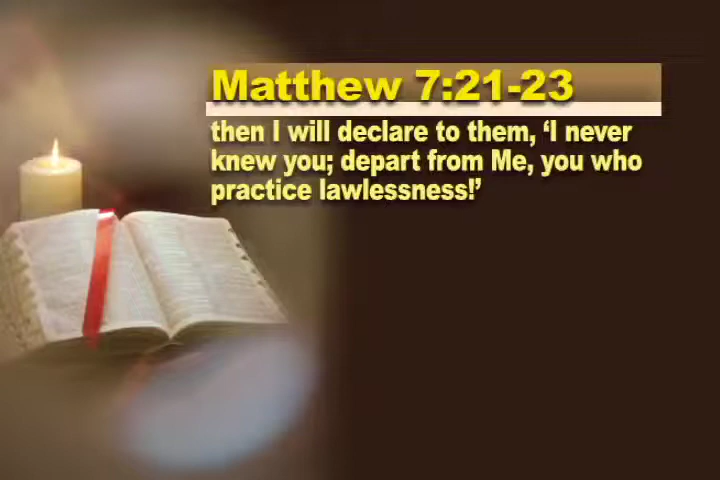 Matthew 7:21-23
then I will declare to them, ‘I never
knew you; depart from Me, you who
practice lawlessness!’